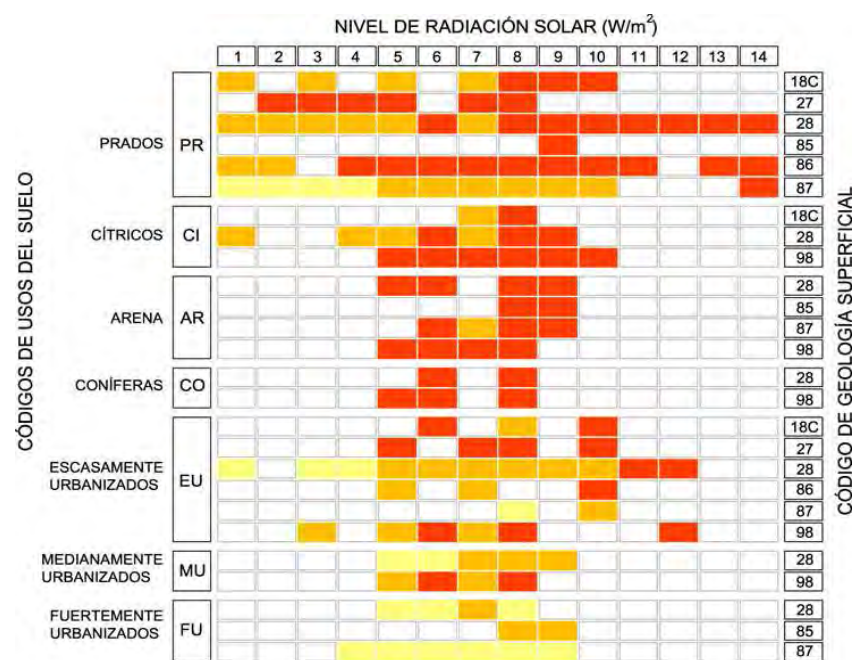 NIVEL DE RADIACIÓN SOLAR (W/m²)
1 2 3 4 5 6 7 8 9 10 11 12 13 14
CÓDIGOS DE USOS DEL SUELO
PRADOS PR
18C
27
28
85
86
87
CÍTRICOS CI
18C
28
98
ARENA AR
28
85
87
98
CONÍFERAS CO
28
98
ESCASAMENTE
URBANIZADOS
EU
18C
27
28
86
87
98
MEDIANAMENTE
URBANIZADOS
MU
28
98
FUERTEMENTE
URBANIZADOS
FU
28
85
87
CÓDIGO DE GEOLOGÍA SUPERFICIAL